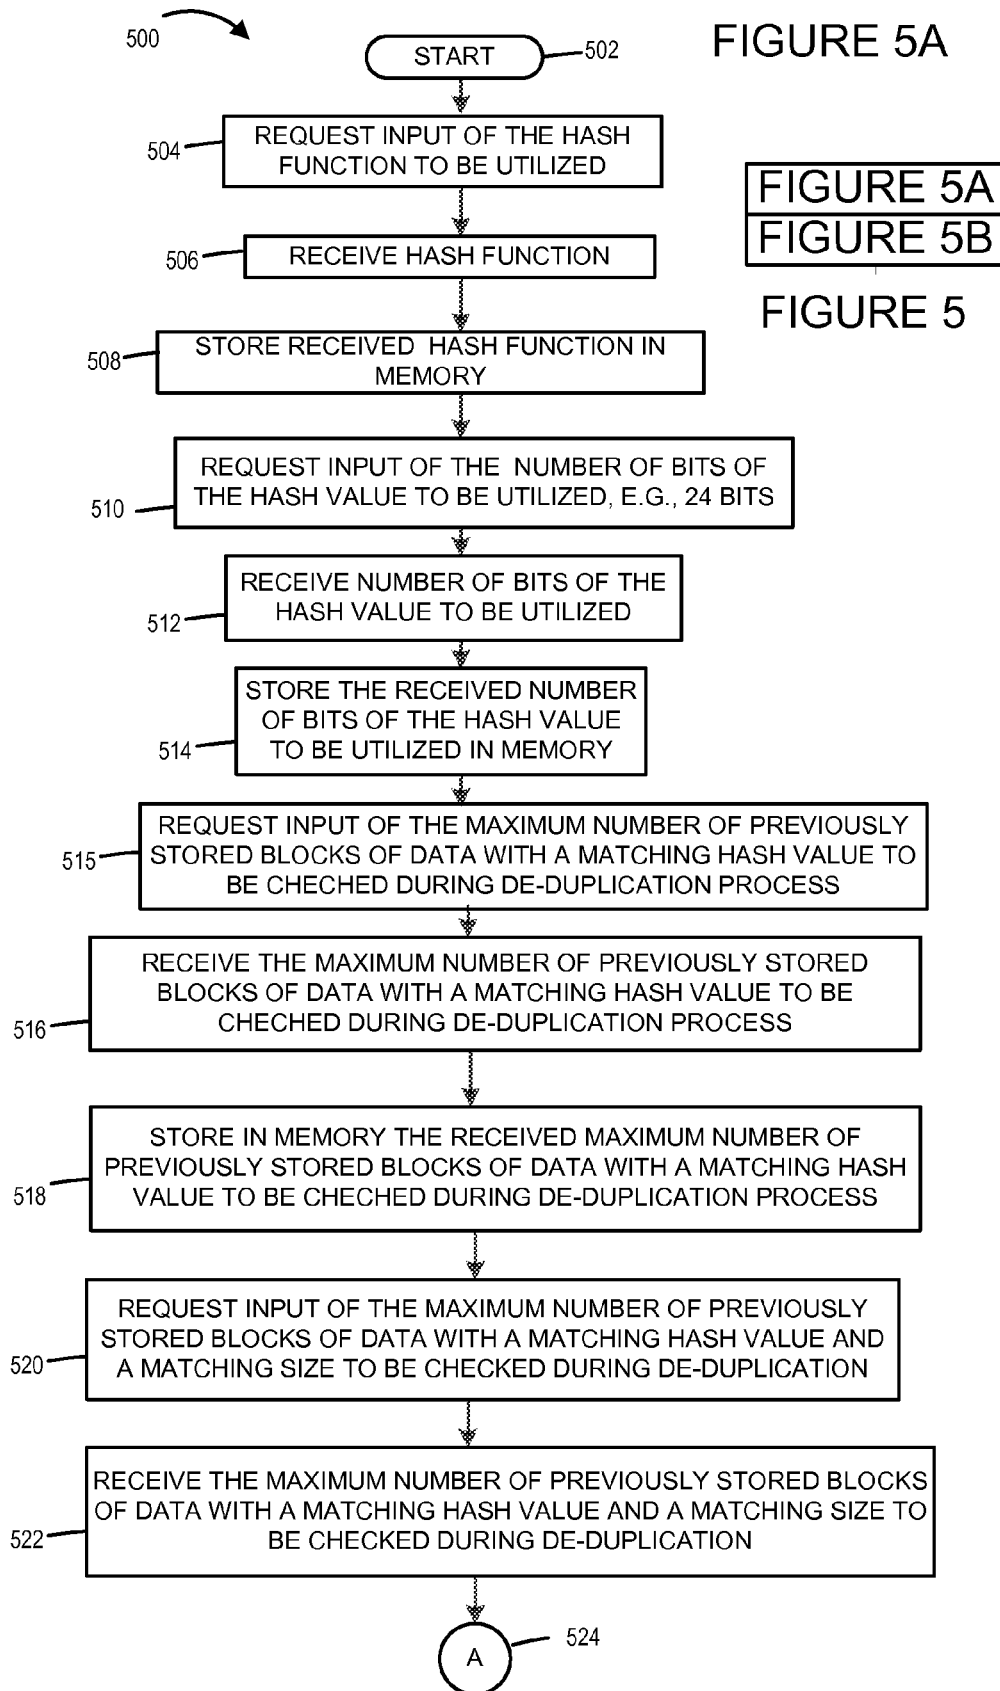 500
START
502
FIGURE 5A
504
REQUEST INPUT OF THE HASH
FUNCTION TO BE UTILIZED
FIGURE 5A
FIGURE 5B
FIGURE 5
506
RECEIVE HASH FUNCTION
508
STORE RECEIVED HASH FUNCTION IN
MEMORY
510
REQUEST INPUT OF THE NUMBER OF BITS OF
THE HASH VALUE TO BE UTILIZED, E.G., 24 BITS
512
RECEIVE NUMBER OF BITS OF THE
HASH VALUE TO BE UTILIZED
514
STORE THE RECEIVED NUMBER
OF BITS OF THE HASH VALUE
TO BE UTILIZED IN MEMORY
515
REQUEST INPUT OF THE MAXIMUM NUMBER OF PREVIOUSLY
STORED BLOCKS OF DATA WITH A MATCHING HASH VALUE TO
BE CHECHED DURING DE-DUPLICATION PROCESS
516
RECEIVE THE MAXIMUM NUMBER OF PREVIOUSLY STORED
BLOCKS OF DATA WITH A MATCHING HASH VALUE TO BE
CHECHED DURING DE-DUPLICATION PROCESS
518
STORE IN MEMORY THE RECEIVED MAXIMUM NUMBER OF
PREVIOUSLY STORED BLOCKS OF DATA WITH A MATCHING HASH
VALUE TO BE CHECHED DURING DE-DUPLICATION PROCESS
520
REQUEST INPUT OF THE MAXIMUM NUMBER OF PREVIOUSLY
STORED BLOCKS OF DATA WITH A MATCHING HASH VALUE AND
A MATCHING SIZE TO BE CHECKED DURING DE-DUPLICATION
522
RECEIVE THE MAXIMUM NUMBER OF PREVIOUSLY STORED BLOCKS
OF DATA WITH A MATCHING HASH VALUE AND A MATCHING SIZE TO
BE CHECKED DURING DE-DUPLICATION
A
524